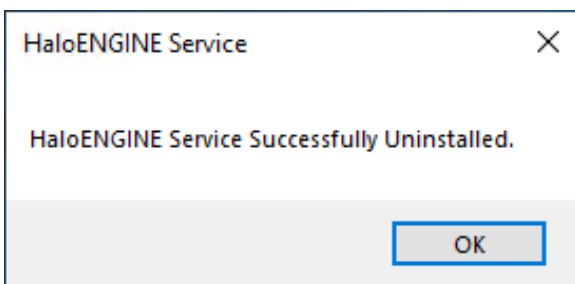 HaloENGINE Service
HaloENGINE Service Successfully Uninstalled.
OK